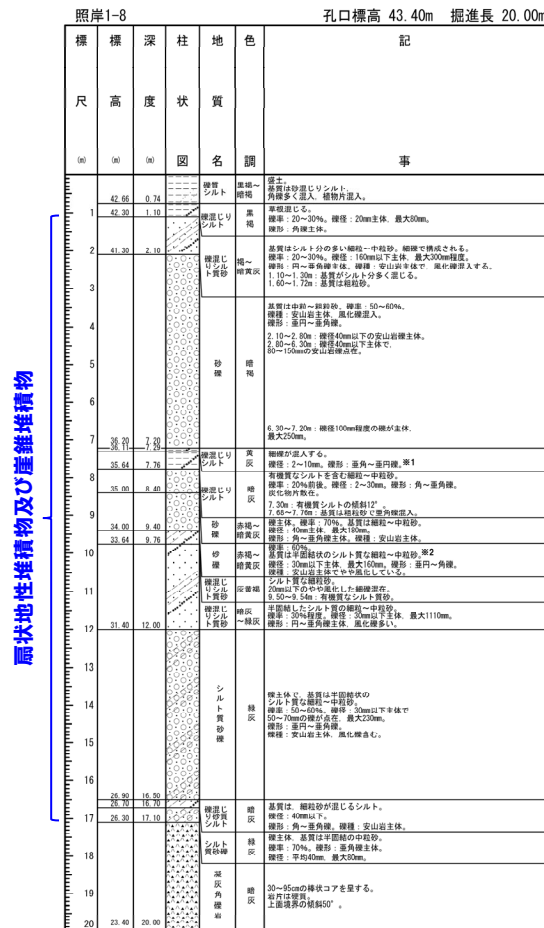 照岸1-8 孔口標高 43.40m 掘進長 20.00m
標尺(m) 標高(m) 深度(m) 柱状図 地質名 色調 記事
扇状地性堆積物及び崖錐堆積物
1
2
3
4
5
6
7
8
9
10
11
12
13
14
15
16
17
18
19
20
42.66 0.74
42.30 1.10
41.30 2.10
36.20 7.20
36.11 7.29
35.64 7.76
35.00 8.40
34.00 9.40
33.64 9.76
31.40 12.00
26.90 16.50
26.70 16.70
26.30 17.10
23.40 20.00
礫質シルト 黒褐～暗褐
盛土。
基質は砂混じりシルト。
角礫多く混入、植物片混入。
礫混じりシルト 黒褐
草根混じる。
礫率：20～30%。礫径：20mm主体、最大80mm。
礫形：角礫主体。
礫混じりシルト質砂 褐～暗黄灰
基質はシルト分の多い細粒～中粒砂。細礫で構成される。
礫率：20～30%。礫径：160mm以下主体、最大300mm程度。
礫形：円～亜角礫主体。礫種：安山岩主体で、風化礫混入する。
1.10～1.30m：基質がシルト分多く混じる。
1.60～1.72m：基質は粗粒砂。
砂礫 暗褐
基質は中粒～粗粒砂。礫率：50～60%。
礫種：安山岩主体、風化礫混入。
礫形：亜円～亜角礫。
2.10～2.80m：礫径40mm以下の安山岩礫主体。
2.80～6.30m：礫径40mm以下主体で、
80～150mmの安山岩礫点在。
6.30～7.20m：礫径100mm程度の礫が主体、
最大250mm。
礫混じりシルト 黄灰
細礫が混入する。
礫径：2～10mm。礫形：亜角～亜円礫。※1
礫混じりシルト 暗灰
有機質なシルトを含む細粒～中粒砂。
礫率：20%前後。礫径：2～30mm。礫形：角～亜角礫。
炭化物片散在。
7.30m：有機質シルトの傾斜12°。
7.68～7.76m：基質は粗粒砂で亜角礫混入。
砂礫 赤褐～暗黄灰
礫主体。礫率：70%。基質は細粒～中粒砂。
礫径：40mm主体、最大180mm。
礫形：角～亜角礫主体。礫種：安山岩主体。
砂礫 赤褐～暗黄灰
礫率：60%。
基質は半固結状のシルト質な細粒～中粒砂。※2
礫径：30mm以下主体、最大160mm。礫形：亜円～角礫。
礫種：安山岩主体でやや風化している。
礫混じりシルト質砂 灰黄褐
シルト質な細粒砂。
20mm以下のやや風化した細礫混在。
9.50～9.54m：有機質なシルト質砂。
礫混じりシルト質砂 暗灰～緑灰
半固結したシルト質の細粒～中粒砂。
礫率：30%程度。礫径：30mm以下主体、最大1110mm。
礫形：円～亜角礫主体、風化礫多い。
シルト質砂礫 緑灰
礫主体で、基質は半固結状の
シルト質な細粒～中粒砂。
礫率：50～60%。礫径：30mm以下主体で
50～70mmの礫が点在、最大230mm。
礫形：亜円～亜角礫。
礫種：安山岩主体、風化礫含む。
礫混じり砂質シルト 暗灰
基質は、細粒砂が混じるシルト。
礫径：40mm以下。
礫形：角～亜角礫。礫種：安山岩主体。
シルト質砂礫 緑灰
礫主体、基質は半固結の中粒砂。
礫率：70%。礫形：亜角礫主体。
礫径：平均40mm、最大80mm。
凝灰角礫岩 暗灰
30～95cmの棒状コアを呈する。
岩片は硬質。
上面境界の傾斜50°。